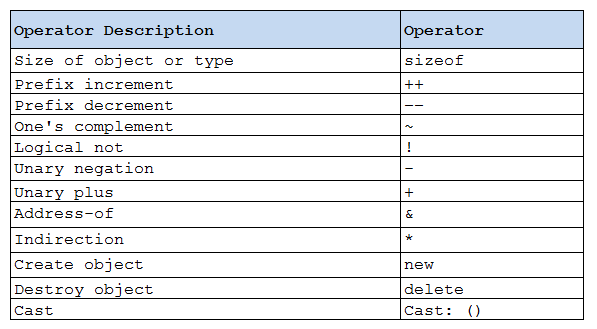 Operator Description Operator
Size of object or type sizeof
Prefix increment ++
Prefix decrement --
One's complement ~
Logical not !
Unary negation -
Unary plus +
Address-of &
Indirection *
Create object new
Destroy object delete
Cast Cast: ()